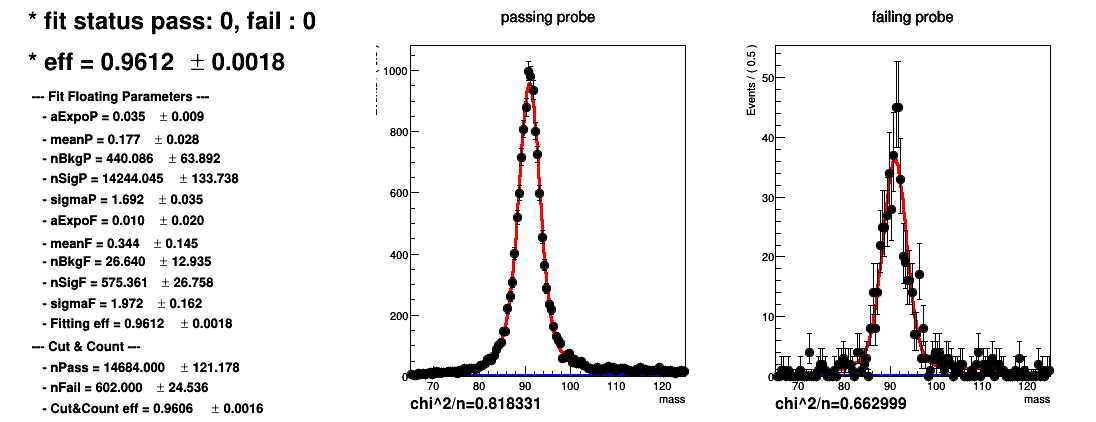 * fit status pass: 0, fail : 0
* eff = 0.9612 ± 0.0018
--- Fit Floating Parameters ---
- aExpoP = 0.035 ± 0.009
- meanP = 0.177 ± 0.028
- nBkgP = 440.086 ± 63.892
- nSigP = 14244.045 ± 133.738
- sigmaP = 1.692 ± 0.035
- aExpoF = 0.010 ± 0.020
- meanF = 0.344 ± 0.145
- nBkgF = 26.640 ± 12.935
- nSigF = 575.361 ± 26.758
- sigmaF = 1.972 ± 0.162
- Fitting eff = 0.9612 ± 0.0018
--- Cut & Count ---
- nPass = 14684.000 ± 121.178
- nFail = 602.000 ± 24.536
- Cut&Count eff = 0.9606 ± 0.0016
passing probe
1000
800
600
400
200
0
70 80 90 100 110 120
mass
chi^2/n=0.818331
failing probe
Events / ( 0.5 )
50
40
30
20
10
0
70 80 90 100 110 120
mass
chi^2/n=0.662999